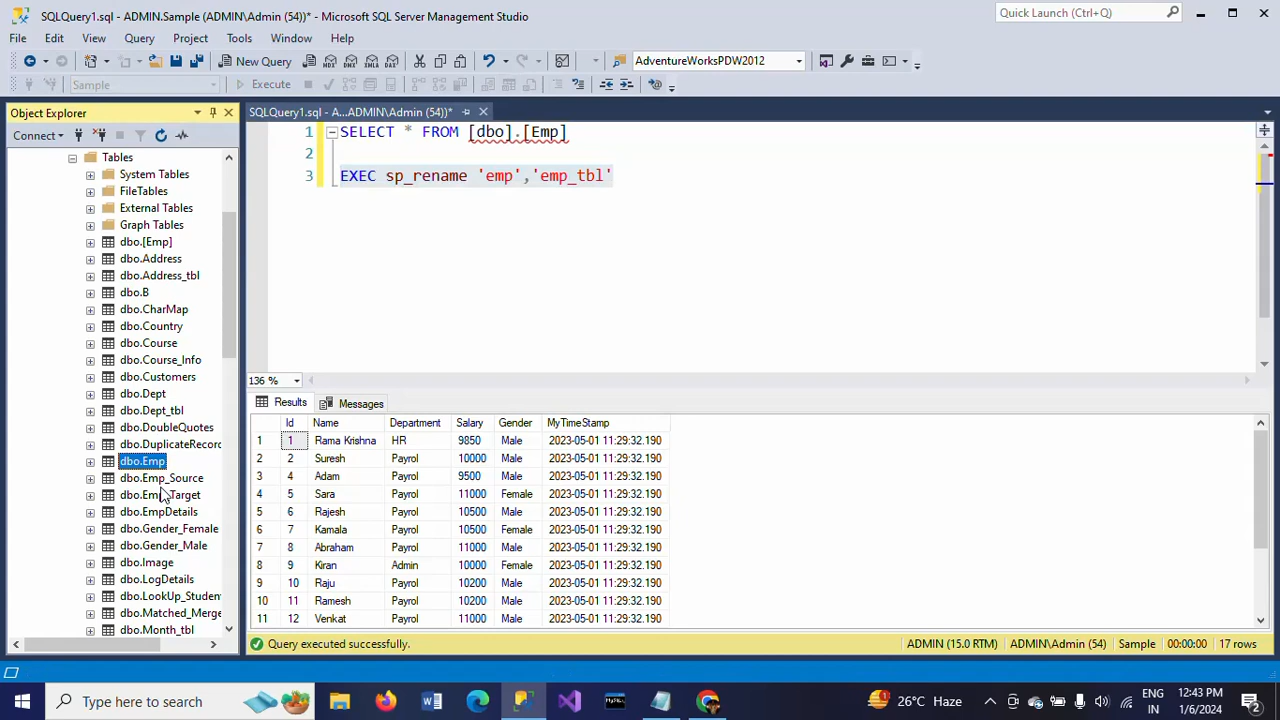 SQLQuery1.sql - ADMIN.Sample (ADMIN\Admin (54))* - Microsoft SQL Server Management Studio
Quick Launch (Ctrl+Q)
File Edit View Query Project Tools Window Help
New Query AdventureWorksPDW2012
Sample Execute
Object Explorer
SQLQuery1.sql - A...ADMIN\Admin (54))*
Connect
Tables
System Tables
FileTables
External Tables
Graph Tables
dbo.[Emp]
dbo.Address
dbo.Address_tbl
dbo.B
dbo.CharMap
dbo.Country
dbo.Course
dbo.Course_Info
dbo.Customers
dbo.Dept
dbo.Dept_tbl
dbo.DoubleQuotes
dbo.DuplicateRecord
dbo.Emp
dbo.Emp_Source
dbo.Emp_Target
dbo.EmpDetails
dbo.Gender_Female
dbo.Gender_Male
dbo.Image
dbo.LogDetails
dbo.LookUp_Student
dbo.Matched_Merge
dbo.Month_tbl
1 SELECT * FROM [dbo].[Emp]
2
3 EXEC sp_rename 'emp','emp_tbl'
136 %
Results Messages
Id Name Department Salary Gender MyTimeStamp
1 1 Rama Krishna HR 9850 Male 2023-05-01 11:29:32.190
2 2 Suresh Payrol 10000 Male 2023-05-01 11:29:32.190
3 4 Adam Payrol 9500 Male 2023-05-01 11:29:32.190
4 5 Sara Payrol 11000 Female 2023-05-01 11:29:32.190
5 6 Rajesh Payrol 10500 Male 2023-05-01 11:29:32.190
6 7 Kamala Payrol 10500 Female 2023-05-01 11:29:32.190
7 8 Abraham Payrol 11000 Male 2023-05-01 11:29:32.190
8 9 Kiran Admin 10000 Female 2023-05-01 11:29:32.190
9 10 Raju Payrol 10200 Male 2023-05-01 11:29:32.190
10 11 Ramesh Payrol 10200 Male 2023-05-01 11:29:32.190
11 12 Venkat Payrol 11000 Male 2023-05-01 11:29:32.190
Query executed successfully. ADMIN (15.0 RTM) ADMIN\Admin (54) Sample 00:00:00 17 rows
Type here to search
26°C Haze
ENG
IN
12:43 PM
1/6/2024
2